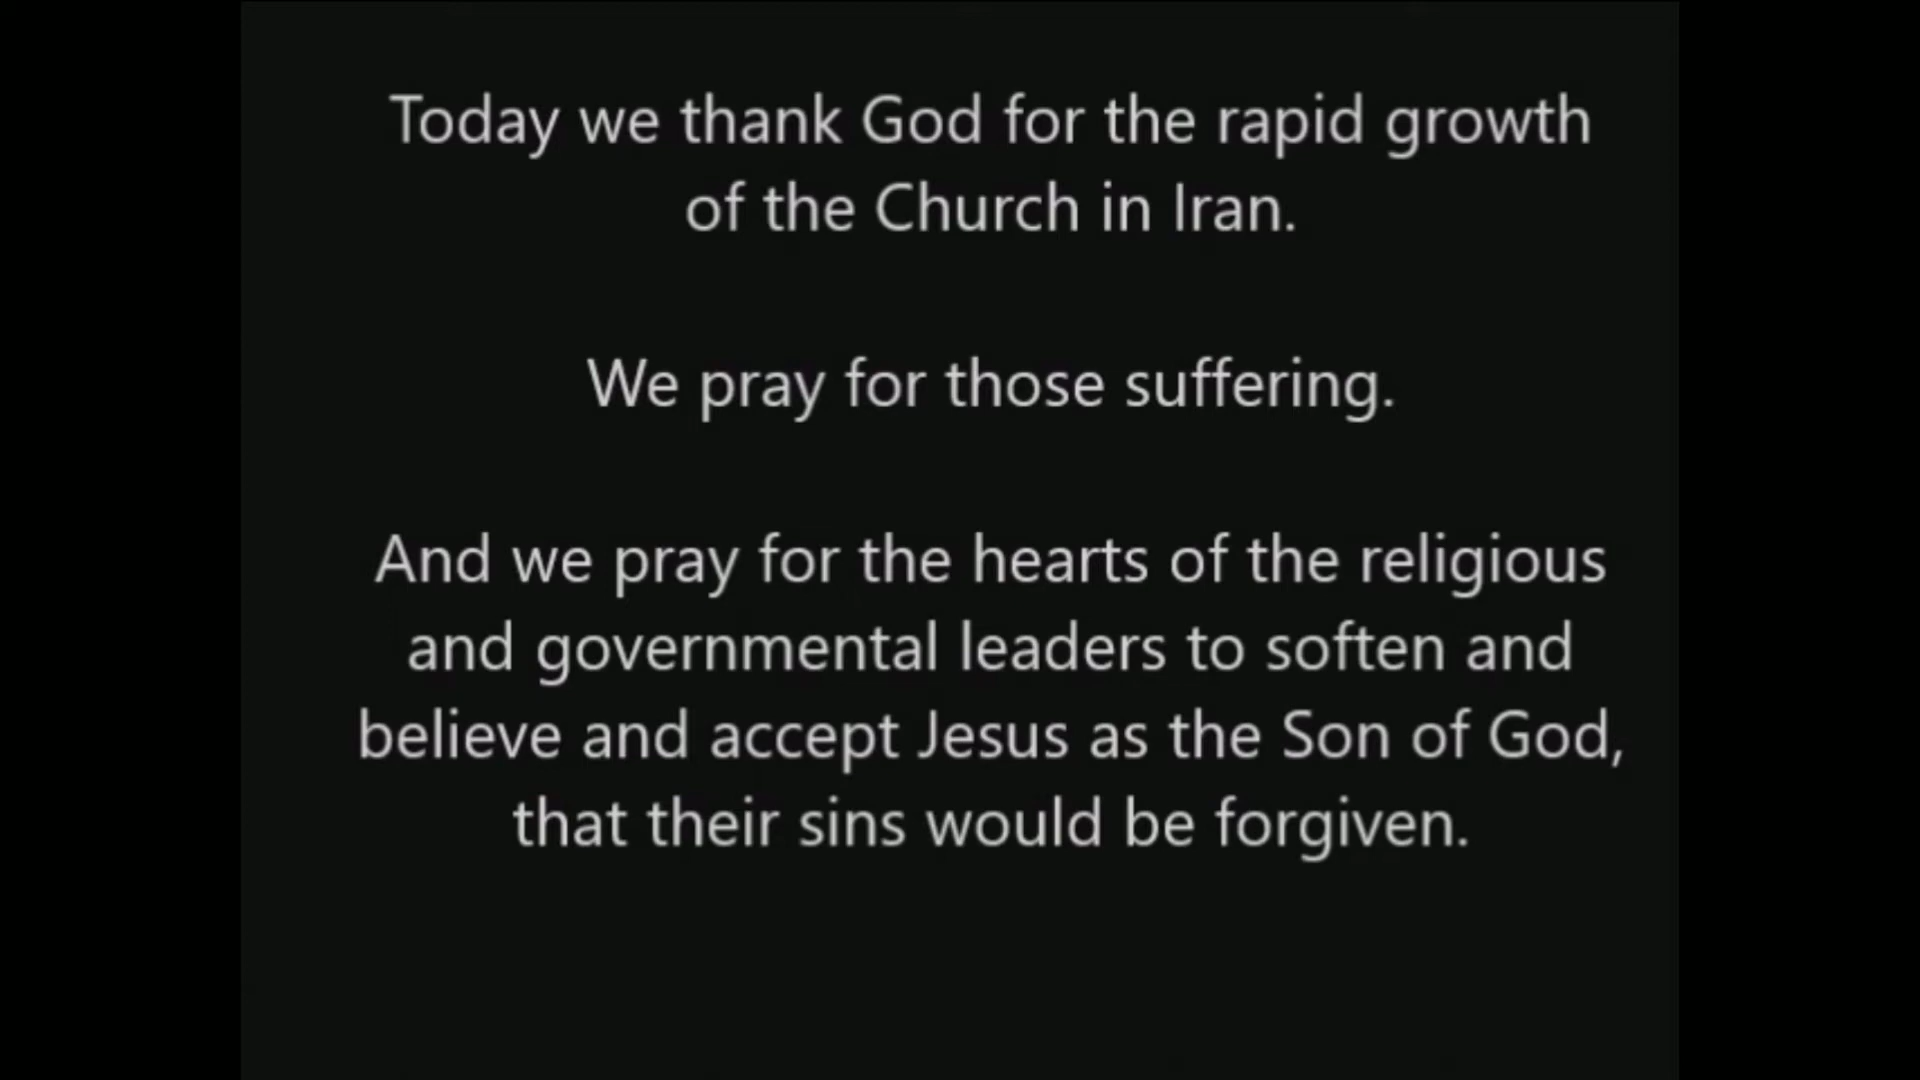 Today we thank God for the rapid growth
of the Church in Iran.
We pray for those suffering.
And we pray for the hearts of the religious
and governmental leaders to soften and
believe and accept Jesus as the Son of God,
that their sins would be forgiven.